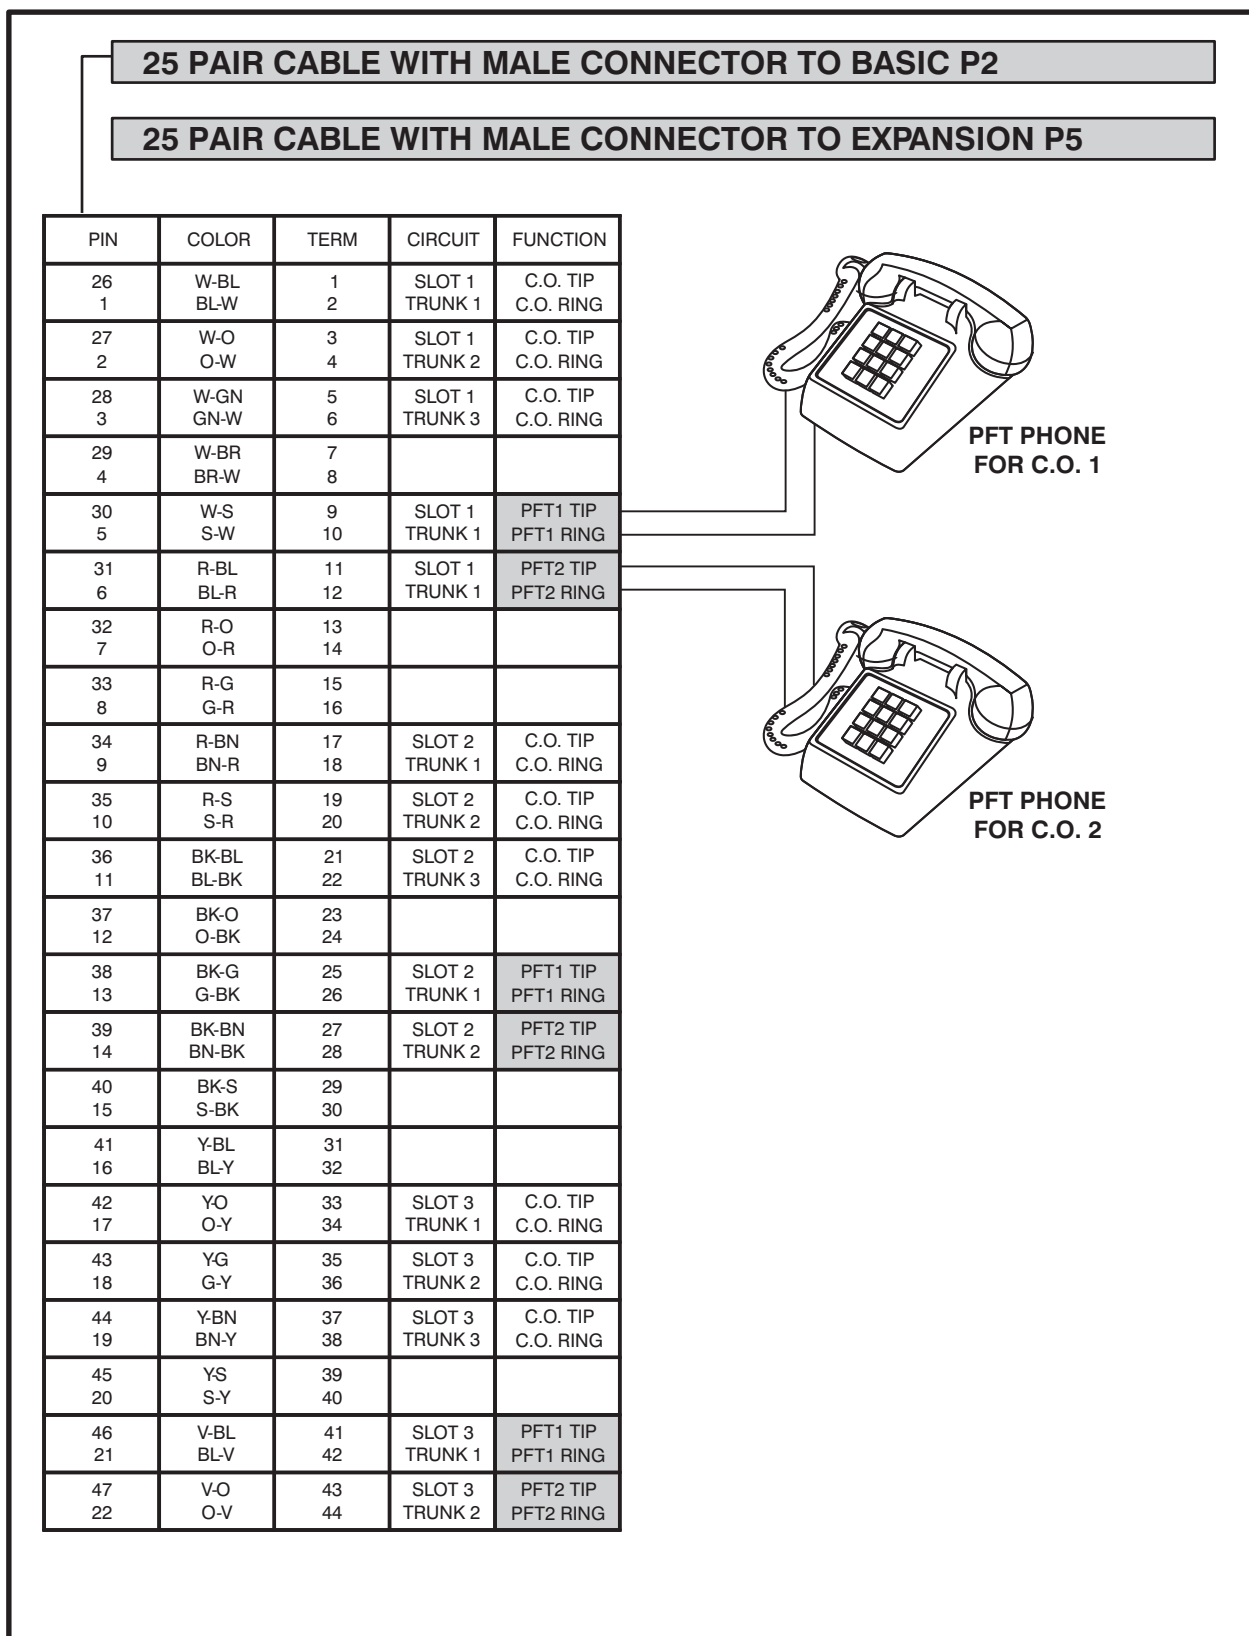 25 PAIR CABLE WITH MALE CONNECTOR TO BASIC P2
25 PAIR CABLE WITH MALE CONNECTOR TO EXPANSION P5
PIN COLOR TERM CIRCUIT FUNCTION
26 W-BL 1 SLOT 1 C.O. TIP
1 BL-W 2 TRUNK 1 C.O. RING
27 W-O 3 SLOT 1 C.O. TIP
2 O-W 4 TRUNK 2 C.O. RING
28 W-GN 5 SLOT 1 C.O. TIP
3 GN-W 6 TRUNK 3 C.O. RING
29 W-BR 7
4 BR-W 8
30 W-S 9 SLOT 1 PFT1 TIP
5 S-W 10 TRUNK 1 PFT1 RING
31 R-BL 11 SLOT 1 PFT2 TIP
6 BL-R 12 TRUNK 1 PFT2 RING
32 R-O 13
7 O-R 14
33 R-G 15
8 G-R 16
34 R-BN 17 SLOT 2 C.O. TIP
9 BN-R 18 TRUNK 1 C.O. RING
35 R-S 19 SLOT 2 C.O. TIP
10 S-R 20 TRUNK 2 C.O. RING
36 BK-BL 21 SLOT 2 C.O. TIP
11 BL-BK 22 TRUNK 3 C.O. RING
37 BK-O 23
12 O-BK 24
38 BK-G 25 SLOT 2 PFT1 TIP
13 G-BK 26 TRUNK 1 PFT1 RING
39 BK-BN 27 SLOT 2 PFT2 TIP
14 BN-BK 28 TRUNK 2 PFT2 RING
40 BK-S 29
15 S-BK 30
41 Y-BL 31
16 BL-Y 32
42 Y-O 33 SLOT 3 C.O. TIP
17 O-Y 34 TRUNK 1 C.O. RING
43 Y-G 35 SLOT 3 C.O. TIP
18 G-Y 36 TRUNK 2 C.O. RING
44 Y-BN 37 SLOT 3 C.O. TIP
19 BN-Y 38 TRUNK 3 C.O. RING
45 Y-S 39
20 S-Y 40
46 V-BL 41 SLOT 3 PFT1 TIP
21 BL-V 42 TRUNK 1 PFT1 RING
47 V-O 43 SLOT 3 PFT2 TIP
22 O-V 44 TRUNK 2 PFT2 RING
PFT PHONE
FOR C.O. 1
PFT PHONE
FOR C.O. 2